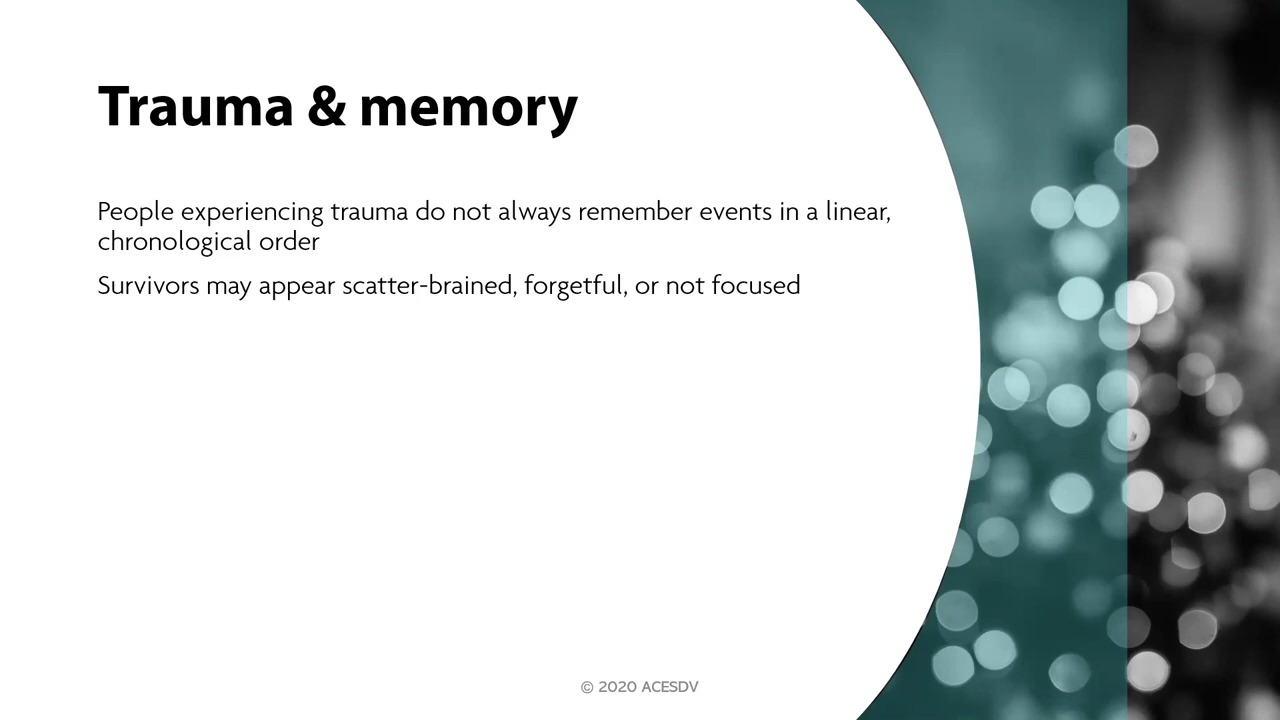 Trauma & memory
People experiencing trauma do not always remember events in a linear,
chronological order
Survivors may appear scatter-brained, forgetful, or not focused
© 2020 ACESDV